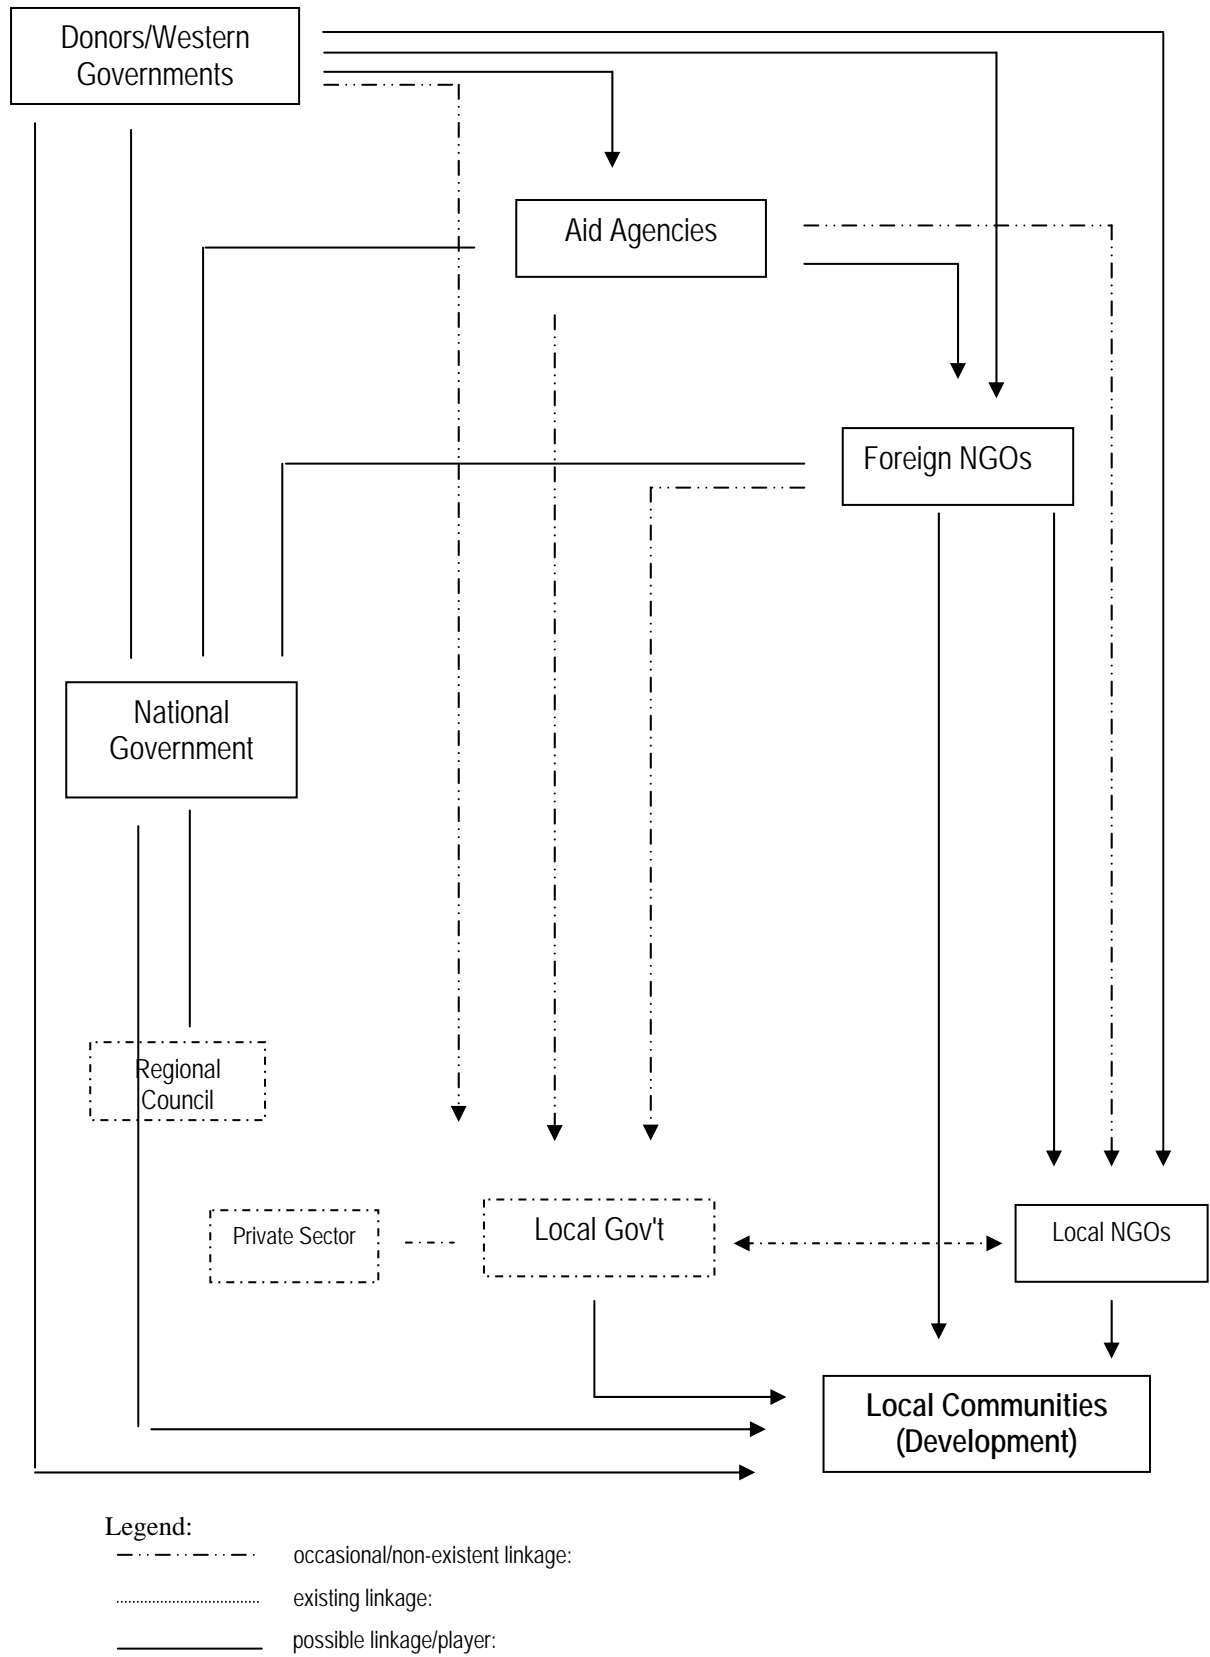 Donors/Western
Governments
Aid Agencies
Foreign NGOs
National
Government
Regional
Council
Private Sector
Local Gov't
Local NGOs
Local Communities
(Development)
Legend:
occasional/non-existent linkage:
existing linkage:
possible linkage/player: